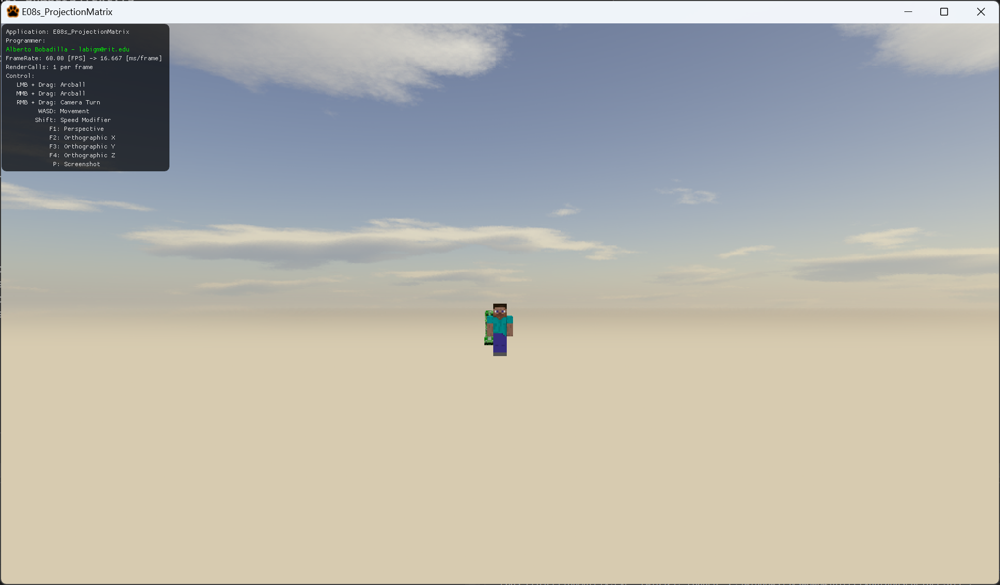 E08s_ProjectionMatrix
Application: E08s_ProjectionMatrix
Programmer:
Alberto Bobadilla - labigm@rit.edu
FrameRate: 60.00 [FPS] -> 16.667 [ms/frame]
RenderCalls: 1 per frame
Control:
LMB + Drag: Arcball
MMB + Drag: Arcball
RMB + Drag: Camera Turn
WASD: Movement
Shift: Speed Modifier
F1: Perspective
F2: Orthographic X
F3: Orthographic Y
F4: Orthographic Z
P: Screenshot